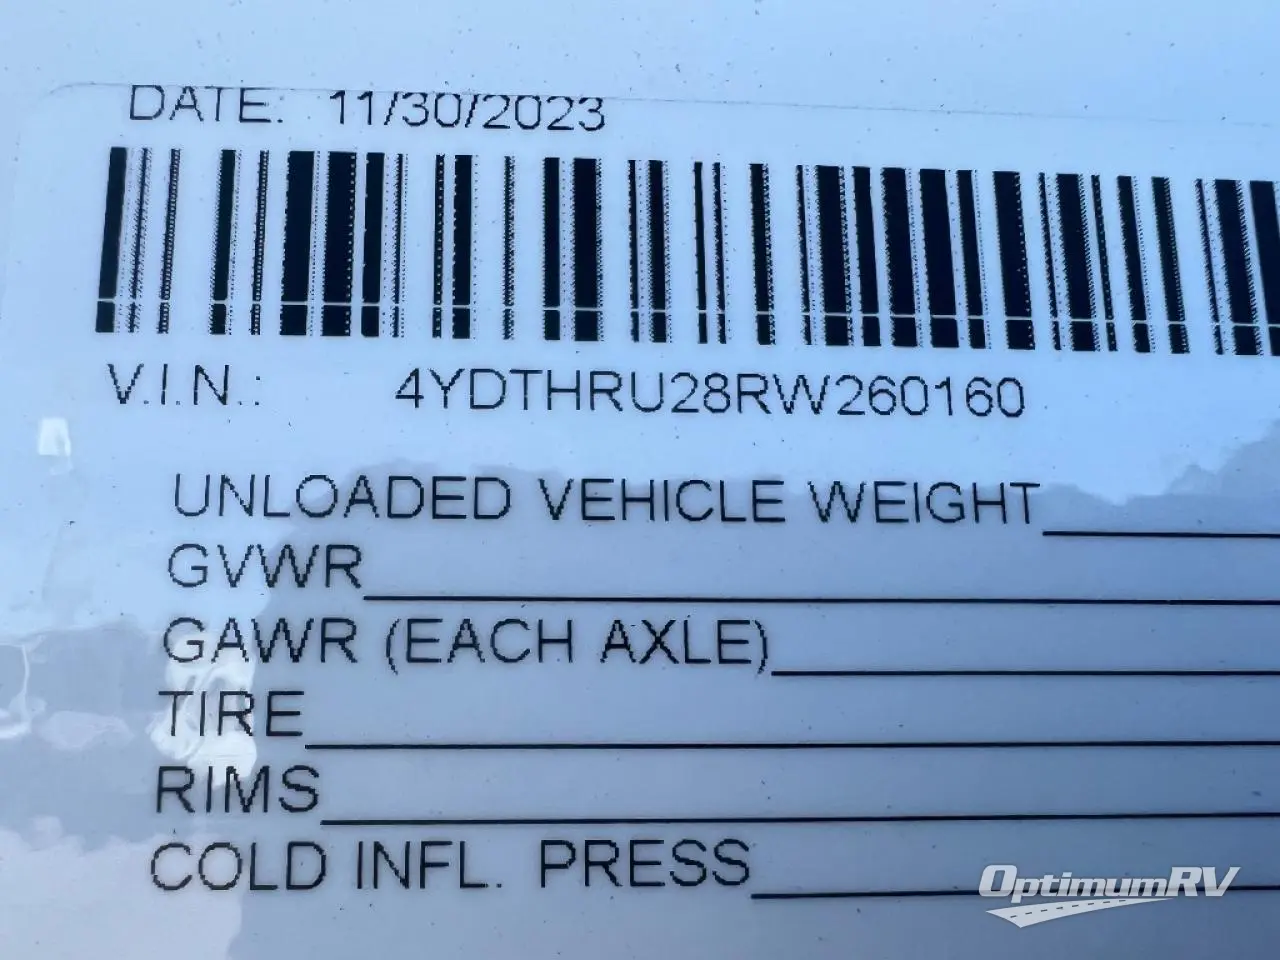 DATE: 11/30/2023
V.I.N.: 4YDTHRU28RW260160
UNLOADED VEHICLE WEIGHT
GVWR
GAWR (EACH AXLE)
TIRE
RIMS
COLD INFL. PRESS
OptimumRV